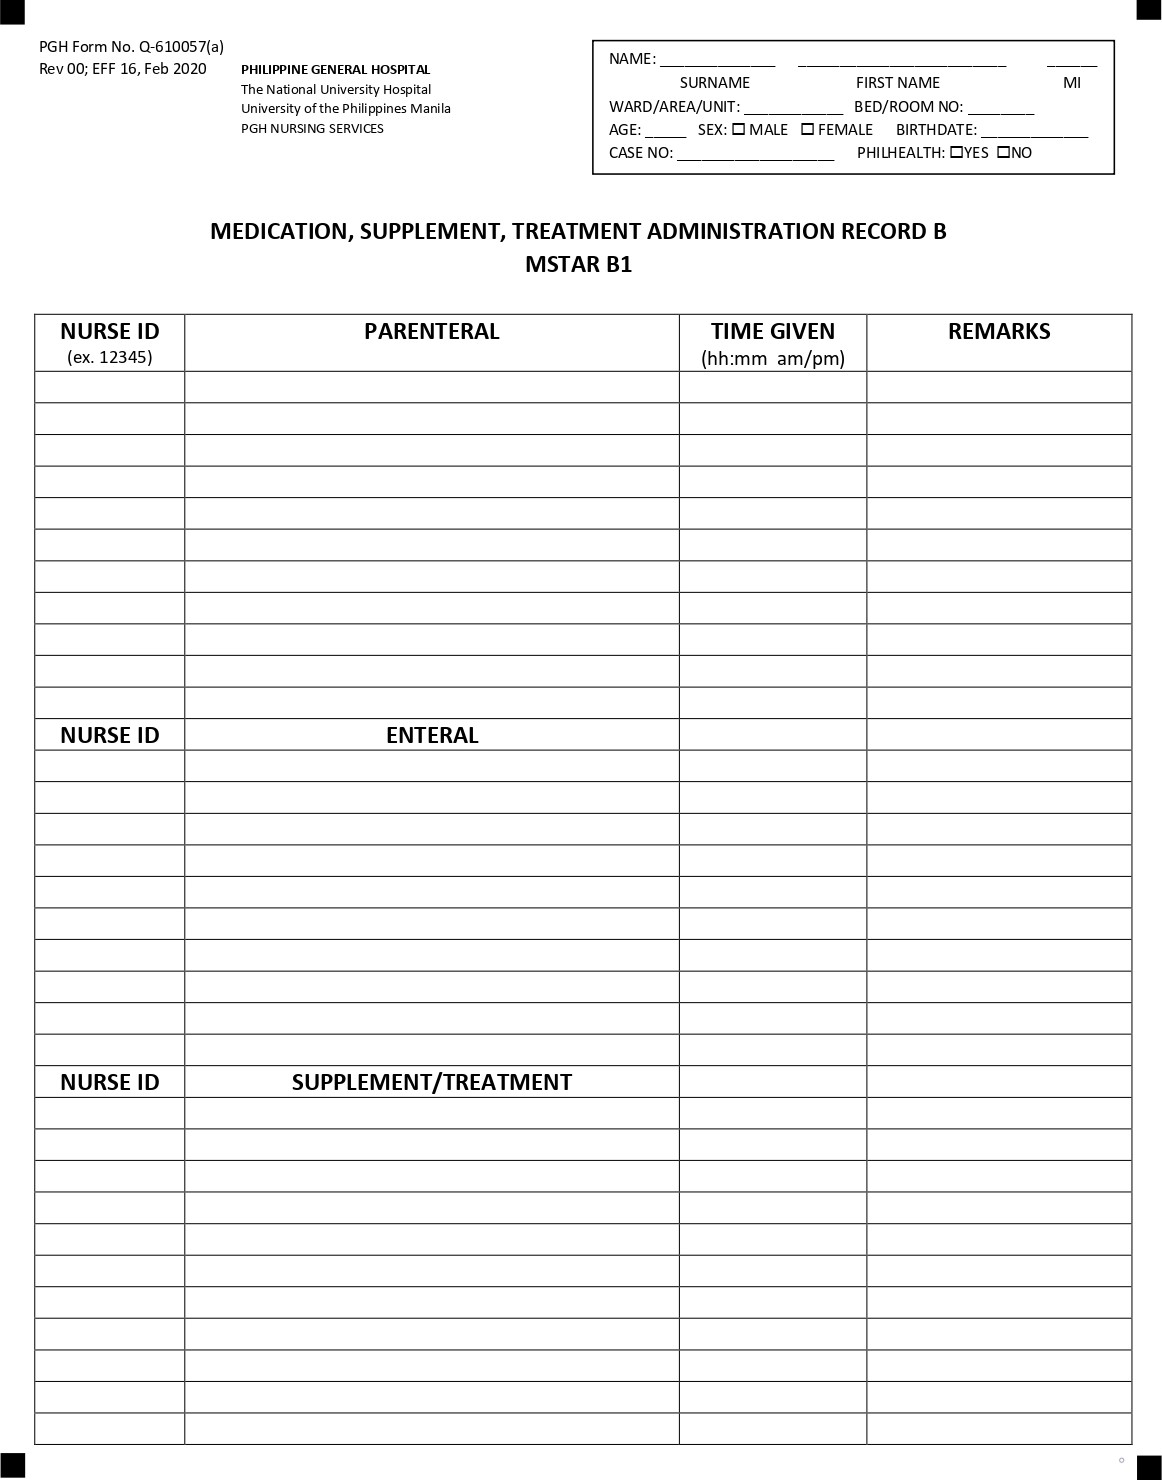 PGH Form No. Q-610057(a)
Rev 00; EFF 16, Feb 2020
PHILIPPINE GENERAL HOSPITAL
The National University Hospital
University of the Philippines Manila
PGH NURSING SERVICES
NAME: ______________ _________________________ ______
SURNAME FIRST NAME MI
WARD/AREA/UNIT: ____________ BED/ROOM NO: ________
AGE: _____ SEX: ☐ MALE ☐ FEMALE BIRTHDATE: _____________
CASE NO: ___________________ PHILHEALTH: ☐YES ☐NO
MEDICATION, SUPPLEMENT, TREATMENT ADMINISTRATION RECORD B
MSTAR B1
NURSE ID PARENTERAL TIME GIVEN REMARKS
(ex. 12345) (hh:mm am/pm)
NURSE ID ENTERAL
NURSE ID SUPPLEMENT/TREATMENT